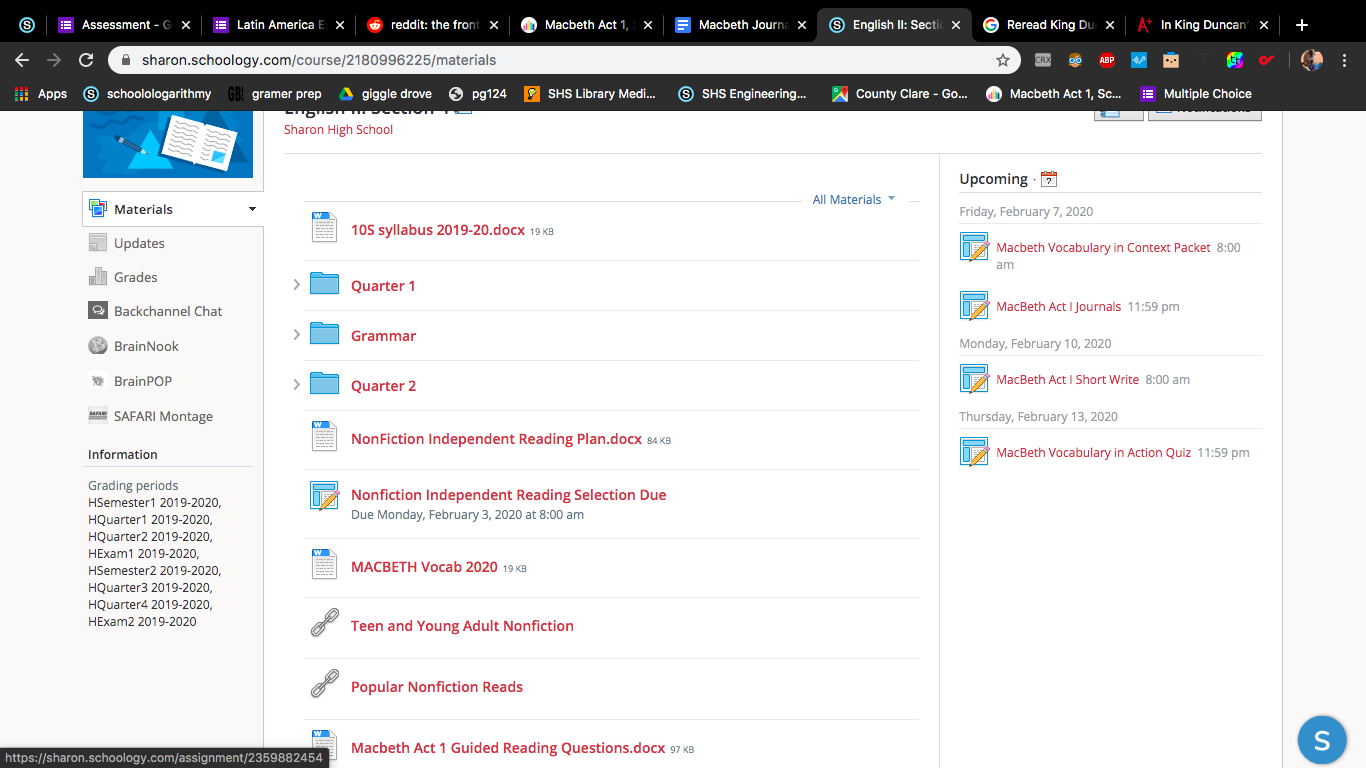 Assessment - G
Latin America E
reddit: the front
Macbeth Act 1,
Macbeth Journa
English II: Secti
Reread King Du
In King Duncan'
sharon.schoology.com/course/2180996225/materials
Apps
schoolologarithmy
gramer prep
giggle drove
pg124
SHS Library Medi...
SHS Engineering...
County Clare - Go...
Macbeth Act 1, Sc...
Multiple Choice
English II: Section
Notifications
Sharon High School
Materials
Updates
Grades
Backchannel Chat
BrainNook
BrainPOP
SAFARI Montage
Information
Grading periods
HSemester1 2019-2020,
HQuarter1 2019-2020,
HQuarter2 2019-2020,
HExam1 2019-2020,
HSemester2 2019-2020,
HQuarter3 2019-2020,
HQuarter4 2019-2020,
HExam2 2019-2020
All Materials
10S syllabus 2019-20.docx 19 KB
Quarter 1
Grammar
Quarter 2
NonFiction Independent Reading Plan.docx 84 KB
Nonfiction Independent Reading Selection Due
Due Monday, February 3, 2020 at 8:00 am
MACBETH Vocab 2020 19 KB
Teen and Young Adult Nonfiction
Popular Nonfiction Reads
Macbeth Act 1 Guided Reading Questions.docx 97 KB
Upcoming ·
Friday, February 7, 2020
Macbeth Vocabulary in Context Packet 8:00
am
MacBeth Act I Journals 11:59 pm
Monday, February 10, 2020
MacBeth Act I Short Write 8:00 am
Thursday, February 13, 2020
MacBeth Vocabulary in Action Quiz 11:59 pm
S
https://sharon.schoology.com/assignment/2359882454